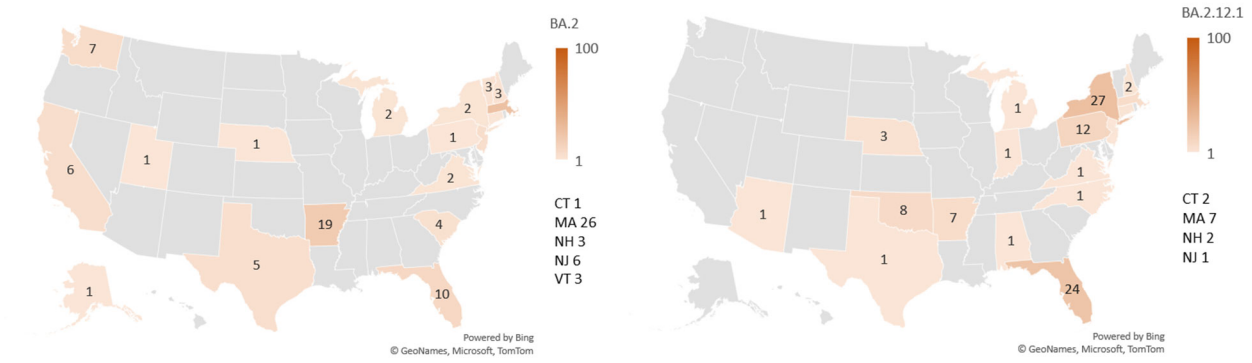 BA.2
100
1
7
6
1
1
5
19
2
1
2
3
3
2
4
10
1
CT 1
MA 26
NH 3
NJ 6
VT 3
Powered by Bing
© GeoNames, Microsoft, TomTom
BA.2.12.1
100
1
2
27
12
1
1
3
1
1
8
7
1
1
1
24
CT 2
MA 7
NH 2
NJ 1
Powered by Bing
© GeoNames, Microsoft, TomTom